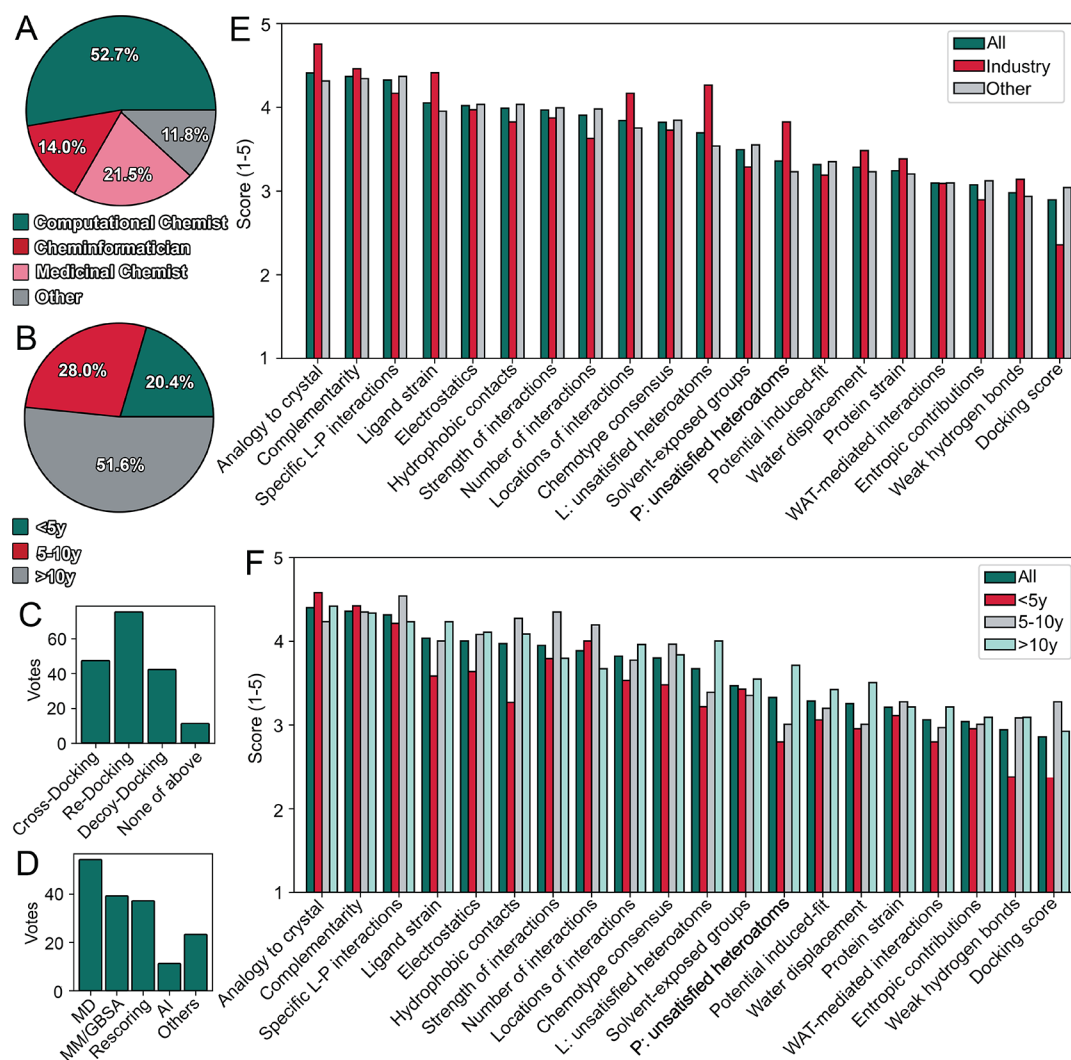 A
52.7%
14.0%
21.5%
11.8%
Computational Chemist
Cheminformatician
Medicinal Chemist
Other
B
28.0%
20.4%
51.6%
<5y
5-10y
>10y
C
Votes
60
40
20
0
Cross-Docking
Re-Docking
Decoy-Docking
None of above
D
Votes
40
20
0
MD
MM/GBSA
Rescoring
AI
Others
E
Score (1-5)
5
4
3
2
1
All
Industry
Other
Analogy to crystal
Complementarity
Specific L-P interactions
Ligand strain
Electrostatics
Hydrophobic contacts
Strength of interactions
Number of interactions
Locations of interactions
Chemotype consensus
L: unsatisfied heteroatoms
Solvent-exposed groups
P: unsatisfied heteroatoms
Potential induced-fit
Water displacement
Protein strain
WAT-mediated interactions
Entropic contributions
Weak hydrogen bonds
Docking score
F
Score (1-5)
5
4
3
2
1
All
<5y
5-10y
>10y
Analogy to crystal
Complementarity
Specific L-P interactions
Ligand strain
Electrostatics
Hydrophobic contacts
Strength of interactions
Number of interactions
Locations of interactions
Chemotype consensus
L: unsatisfied heteroatoms
Solvent-exposed groups
P: unsatisfied heteroatoms
Potential induced-fit
Water displacement
Protein strain
WAT-mediated interactions
Entropic contributions
Weak hydrogen bonds
Docking score